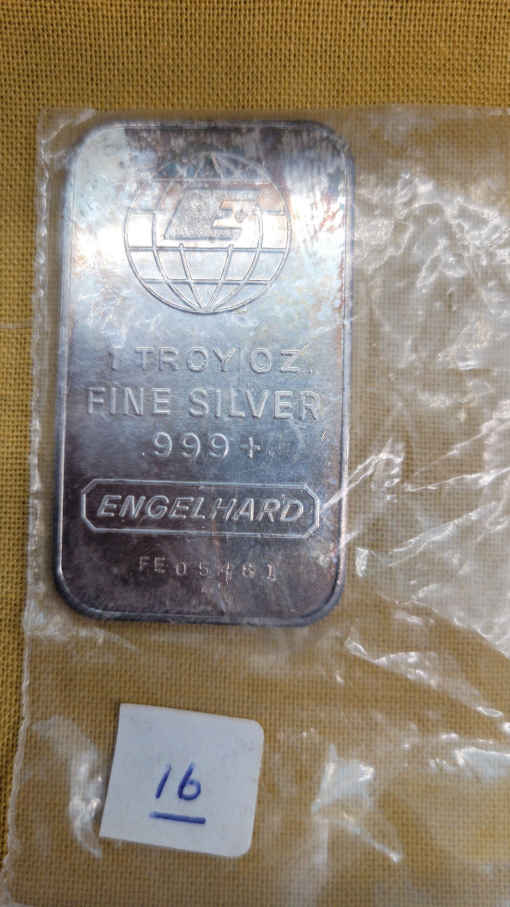 E
1 TROY OZ.
FINE SILVER
.999+
ENGELHARD
16